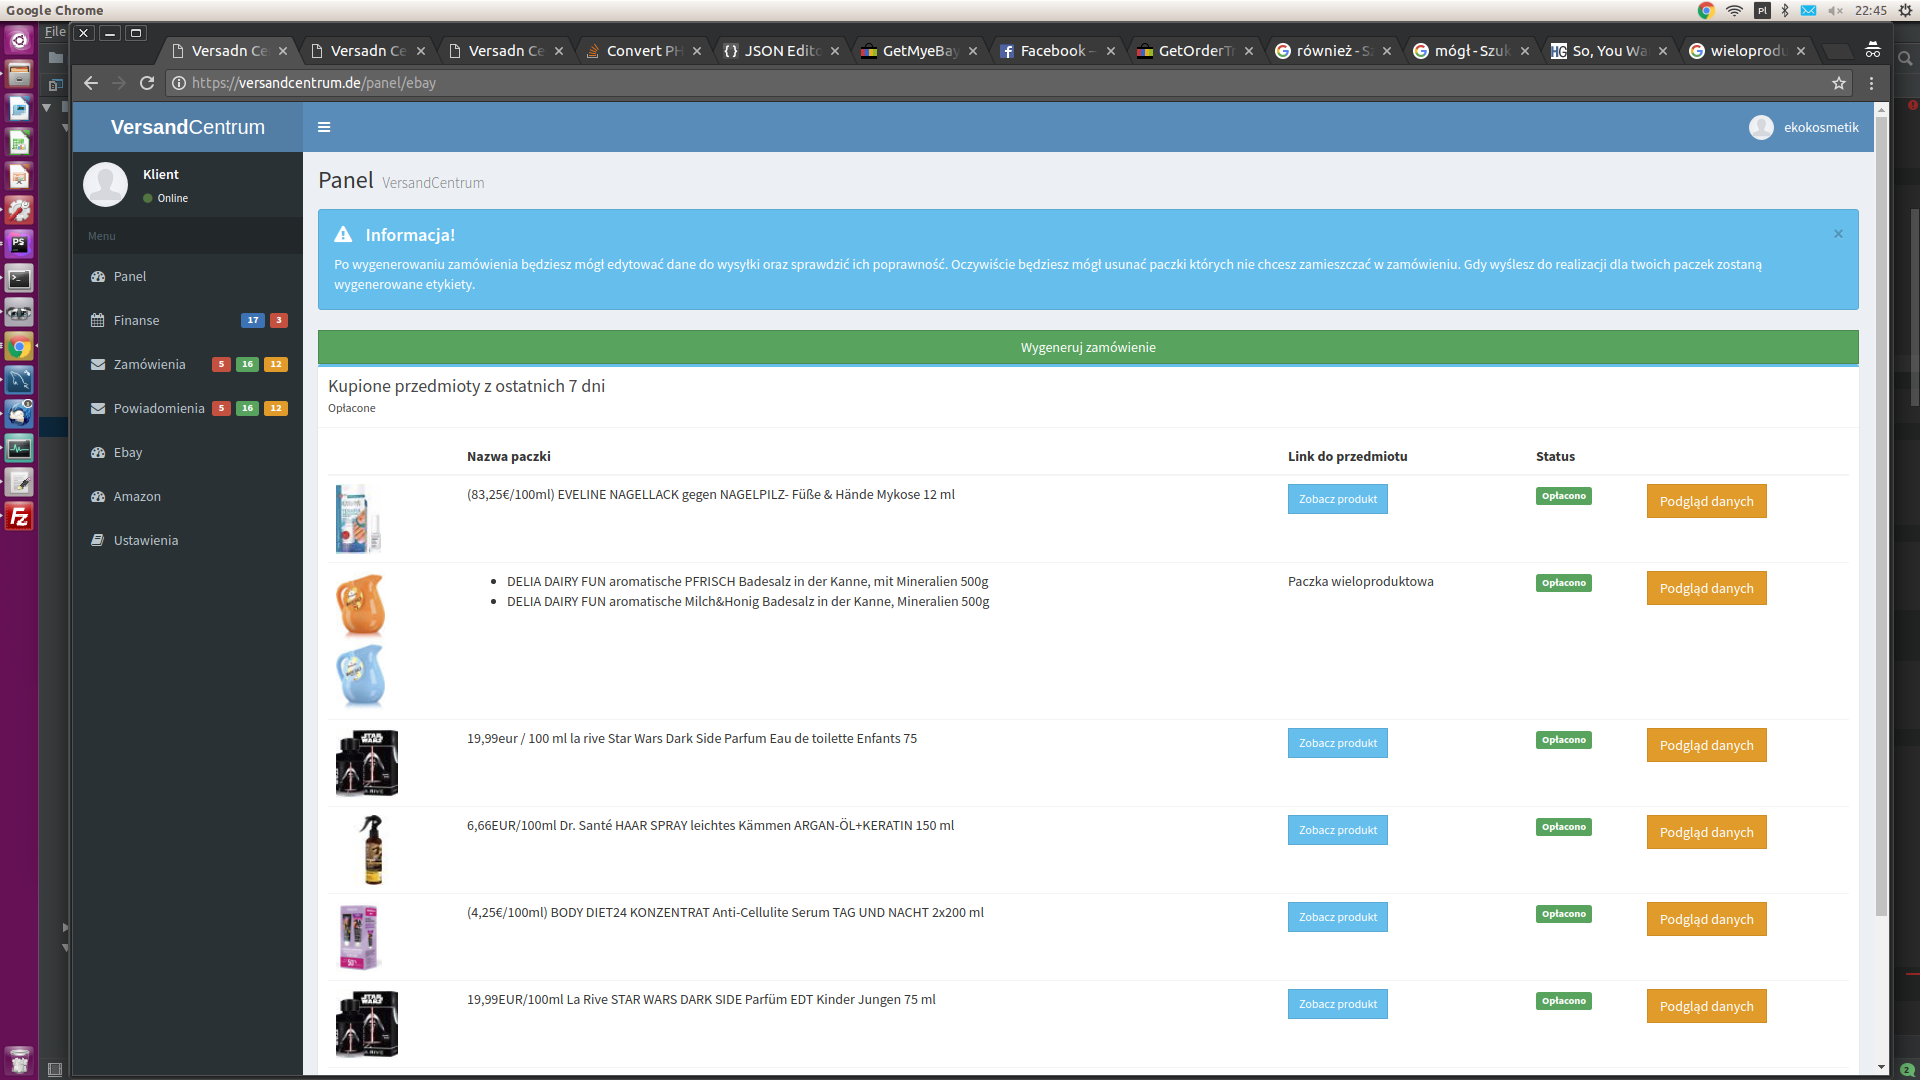 Google Chrome
Pl
22:45
File
Versadn Ce
Versadn Ce
Versadn Ce
Convert PH
JSON Edito
GetMyeBay
Facebook –
GetOrderTr
również - S
mógł - Szuk
So, You Wa
wieloprodu
https://versandcentrum.de/panel/ebay
VersandCentrum
ekokosmetik
Klient
Online
Menu
Panel
Finanse 17 3
Zamówienia 5 16 12
Powiadomienia 5 16 12
Ebay
Amazon
Ustawienia
Panel VersandCentrum
Informacja!
×
Po wygenerowaniu zamówienia będziesz mógł edytować dane do wysyłki oraz sprawdzić ich poprawność. Oczywiście będziesz mógł usunać paczki których nie chcesz zamieszczać w zamówieniu. Gdy wyślesz do realizacji dla twoich paczek zostaną
wygenerowane etykiety.
Wygeneruj zamówienie
Kupione przedmioty z ostatnich 7 dni
Opłacone
Nazwa paczki Link do przedmiotu Status
(83,25€/100ml) EVELINE NAGELLACK gegen NAGELPILZ- Füße & Hände Mykose 12 ml Zobacz produkt Opłacono Podgląd danych
DELIA DAIRY FUN aromatische PFRISCH Badesalz in der Kanne, mit Mineralien 500g Paczka wieloproduktowa Opłacono Podgląd danych
DELIA DAIRY FUN aromatische Milch&Honig Badesalz in der Kanne, Mineralien 500g
19,99eur / 100 ml la rive Star Wars Dark Side Parfum Eau de toilette Enfants 75 Zobacz produkt Opłacono Podgląd danych
6,66EUR/100ml Dr. Santé HAAR SPRAY leichtes Kämmen ARGAN-ÖL+KERATIN 150 ml Zobacz produkt Opłacono Podgląd danych
(4,25€/100ml) BODY DIET24 KONZENTRAT Anti-Cellulite Serum TAG UND NACHT 2x200 ml Zobacz produkt Opłacono Podgląd danych
19,99EUR/100ml La Rive STAR WARS DARK SIDE Parfüm EDT Kinder Jungen 75 ml Zobacz produkt Opłacono Podgląd danych